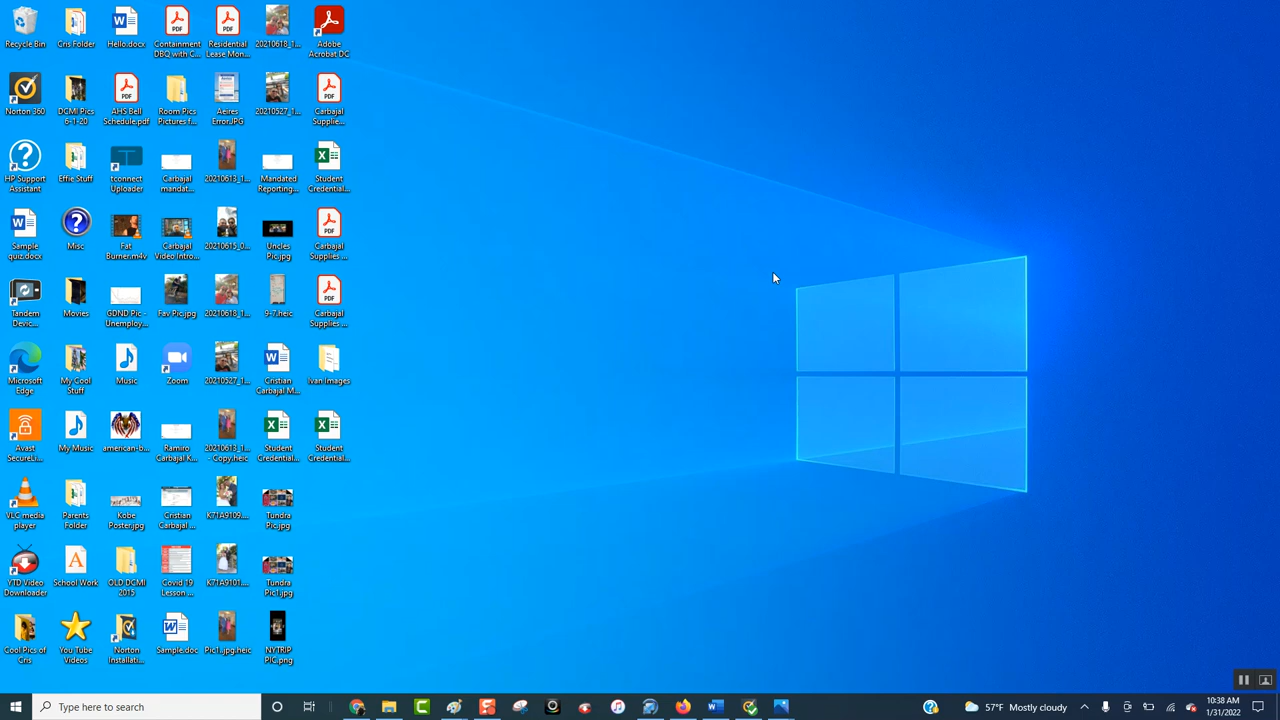 Recycle Bin
Cris Folder
Hello.docx
Containment DBQ with C...
Residential Lease Mon...
20210618_1...
Adobe Acrobat DC
Norton 360
DCMI Pics 6-1-20
AHS Bell Schedule.pdf
Room Pics Pictures f...
Aeires Error.JPG
20210527_1...
Carbajal Supplie...
HP Support Assistant
Effie Stuff
tconnect Uploader
Carbajal mandat...
20210613_1...
Mandated Reporting...
Student Credential...
Sample quiz.docx
Misc
Fat Burner.m4v
Carbajal Video Intro...
20210615_0...
Uncles Pic.jpg
Carbajal Supplies ...
Tandem Devic...
Movies
GDND Pic - Unemploy...
Fav Pic.jpg
20210618_1...
9-7.heic
Carbajal Supplies ...
Microsoft Edge
My Cool Stuff
Music
Zoom
20210527_1...
Cristian Carbajal M...
Ivan Images
Avast SecureLi...
My Music
american-b...
Ramiro Carbajal K...
20210613_1... - Copy.heic
Student Credential...
Student Credential...
VLC media player
Parents Folder
Kobe Poster.jpg
Cristian Carbajal ...
K71A9109....
Tundra Pic.jpg
YTD Video Downloader
School Work
OLD DCMI 2015
Covid 19 Lesson ...
K71A9101....
Tundra Pic1.jpg
Cool Pics of Cris
You Tube Videos
Norton Installati...
Sample.doc
Pic1.jpg.heic
NYTRIP PIC.png
Type here to search
57°F Mostly cloudy
10:38 AM
1/31/2022